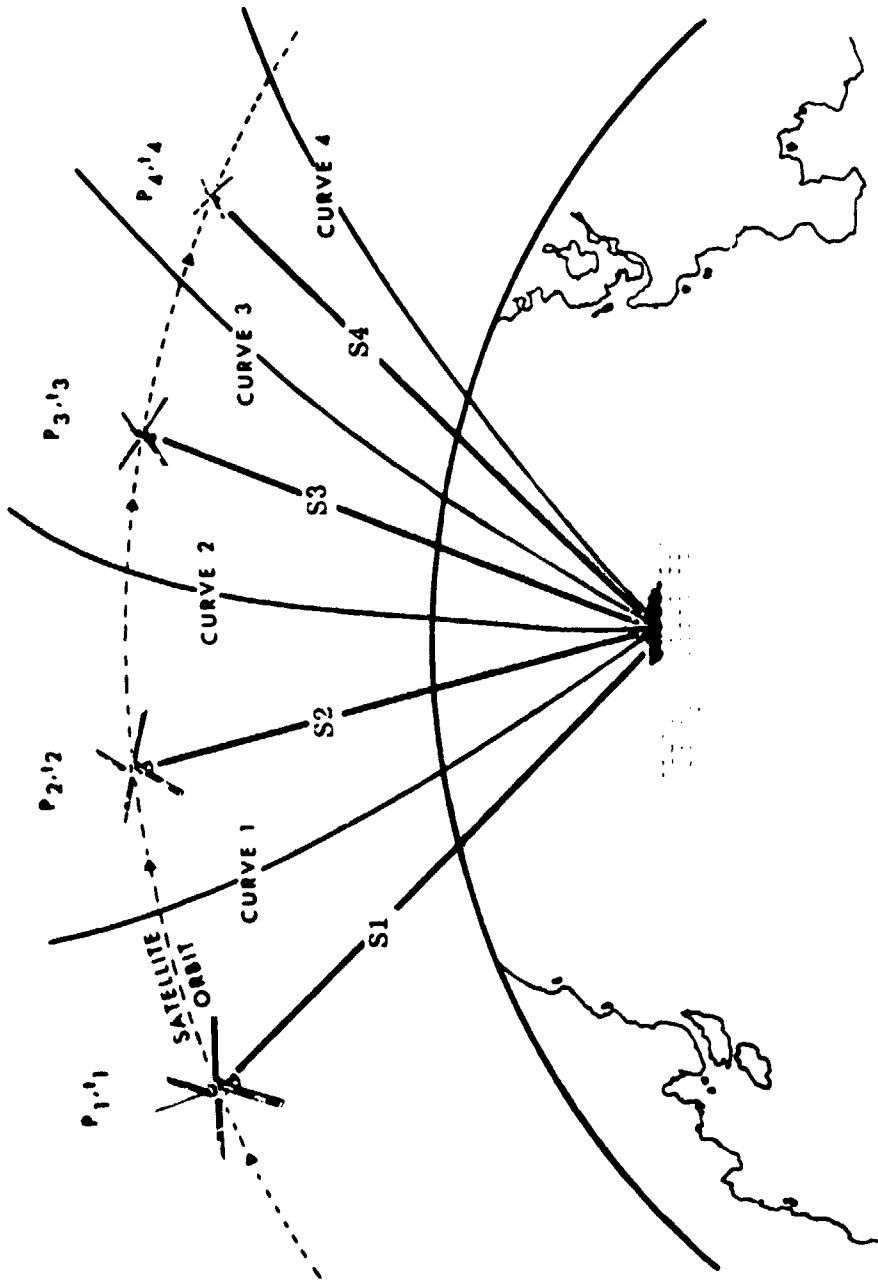 P1,t1
SATELLITE
ORBIT
CURVE 1
S1
P2,t2
S2
CURVE 2
P3,t3
S3
CURVE 3
P4,t4
S4
CURVE 4